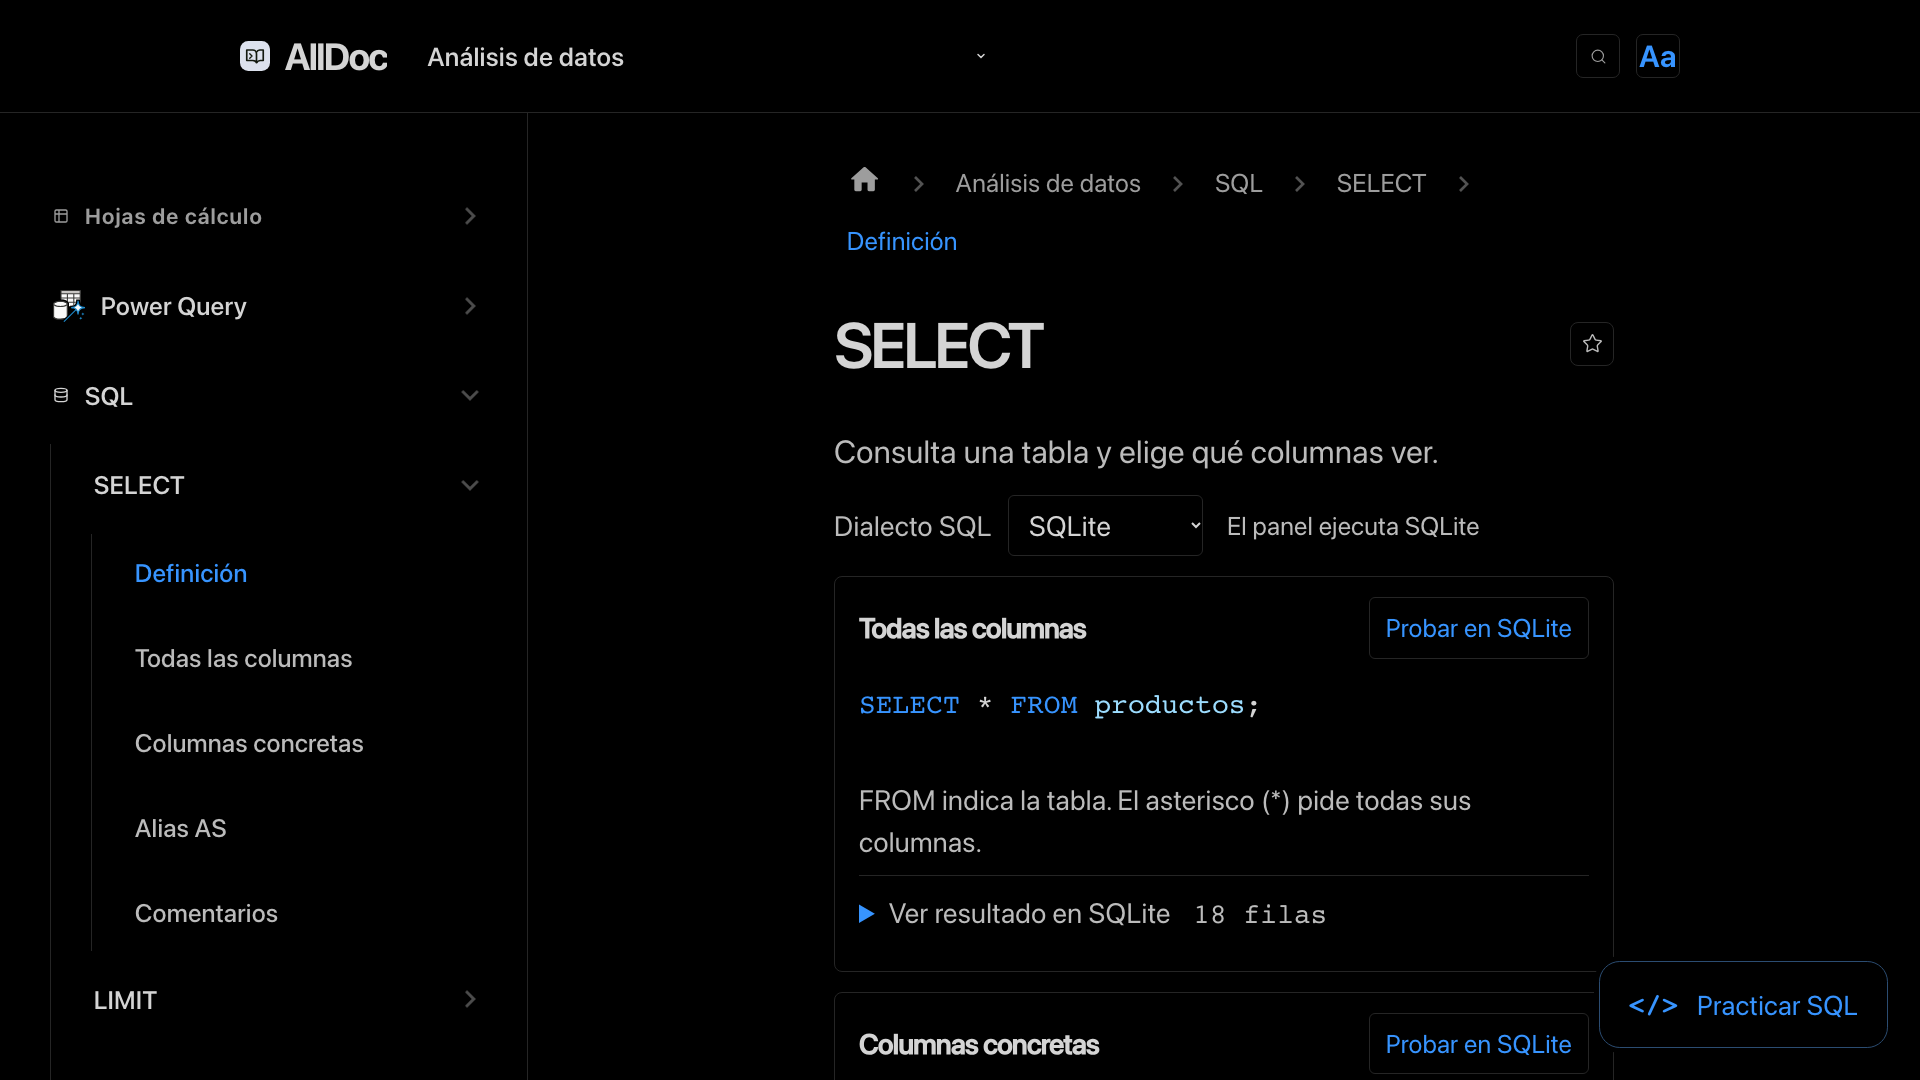 AllDoc
Análisis de datos
Aa
Hojas de cálculo
Power Query
SQL
SELECT
Definición
Todas las columnas
Columnas concretas
Alias AS
Comentarios
LIMIT
Análisis de datos SQL SELECT
Definición
SELECT
Consulta una tabla y elige qué columnas ver.
Dialecto SQL SQLite El panel ejecuta SQLite
Todas las columnas Probar en SQLite
SELECT * FROM productos;
FROM indica la tabla. El asterisco (*) pide todas sus
columnas.
Ver resultado en SQLite 18 filas
Columnas concretas Probar en SQLite
</> Practicar SQL